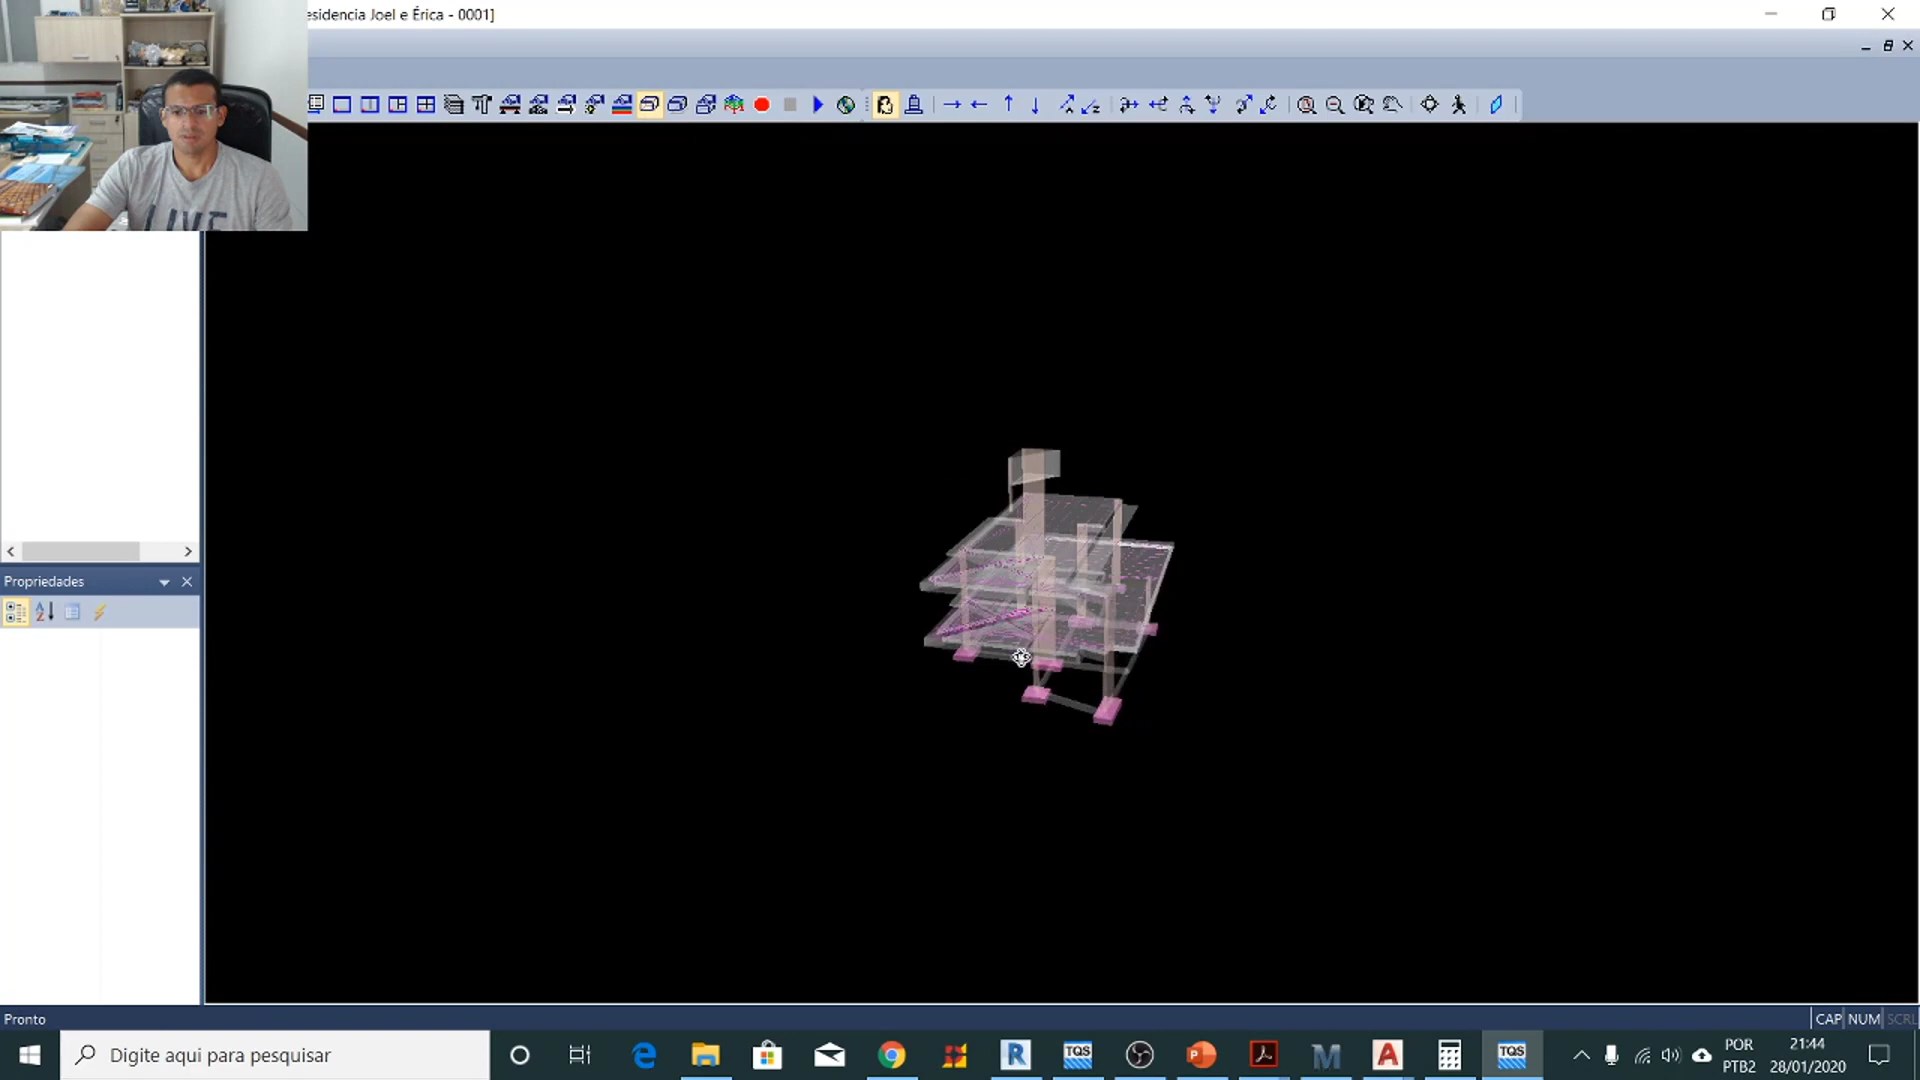 esidencia Joel e Érica - 0001]
LIVE
Propriedades
Pronto
CAP NUM SCRL
Digite aqui para pesquisar
TQS
TQS
POR
PTB2
21:44
28/01/2020